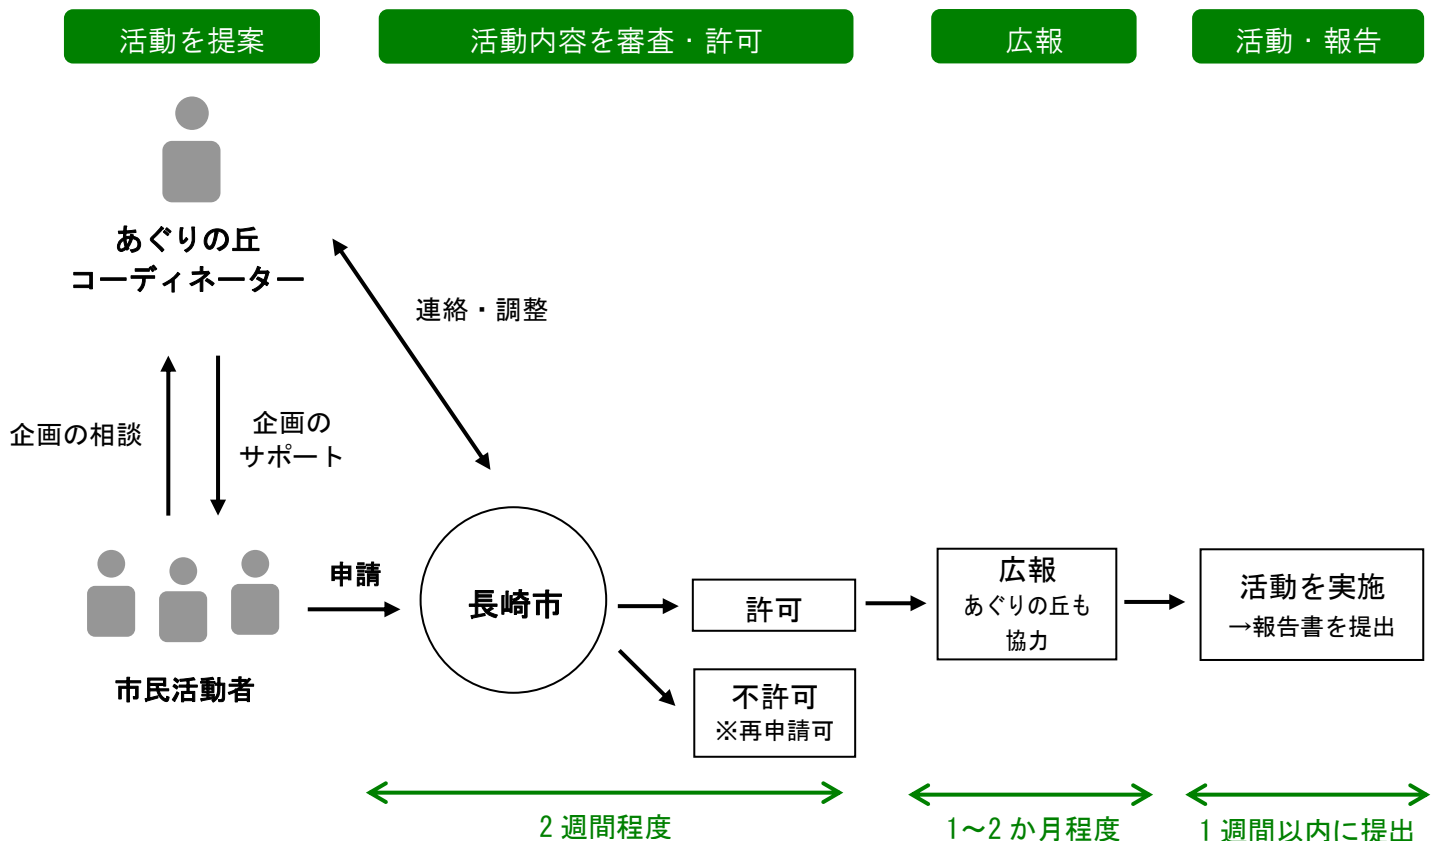 活動を提案
活動内容を審査・許可
広報
活動・報告
あぐりの丘
コーディネーター
連絡・調整
企画の相談
企画の
サポート
申請
市民活動者
長崎市
許可
不許可
※再申請可
広報
あぐりの丘も
協力
活動を実施
→報告書を提出
2週間程度
1～2か月程度
1週間以内に提出